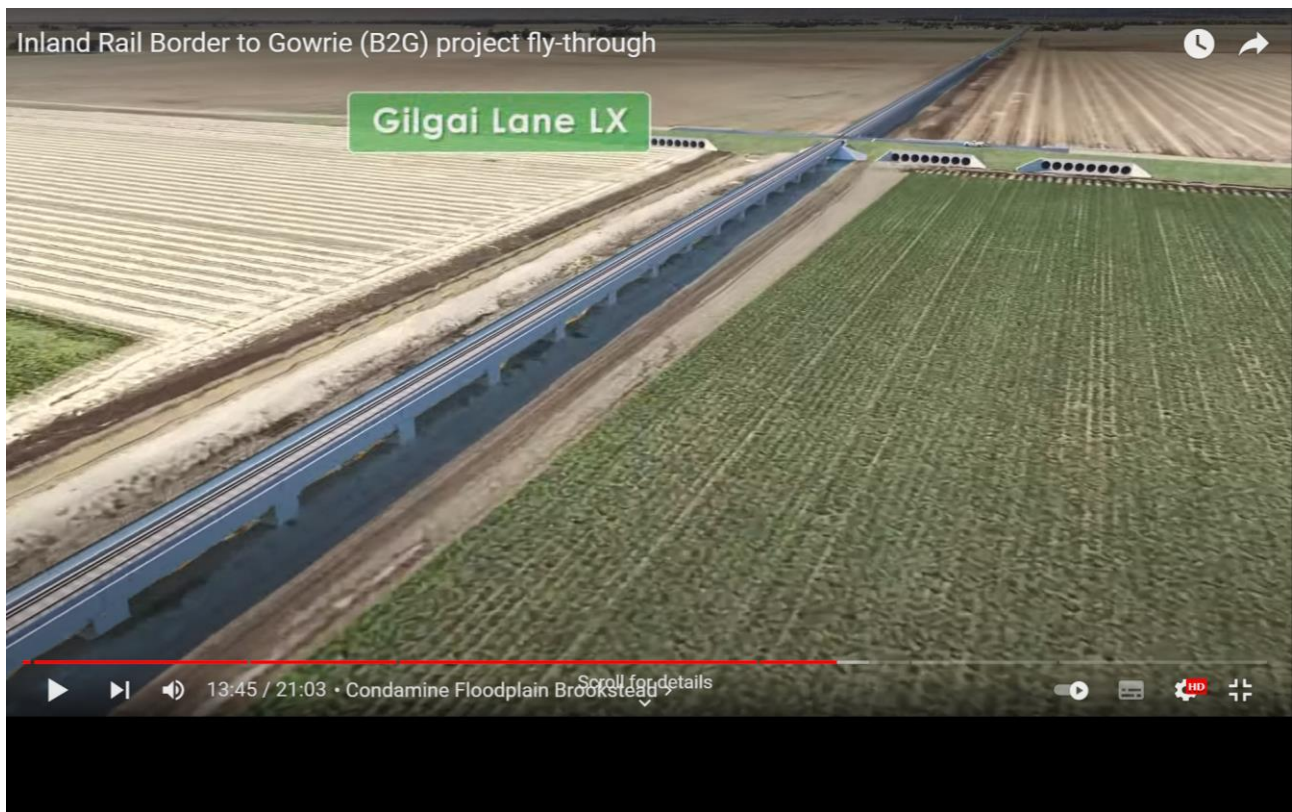 Inland Rail Border to Gowrie (B2G) project fly-through
Gilgai Lane LX
13:45 / 21:03 • Condamine Floodplain Brookstead
Scroll for details
HD